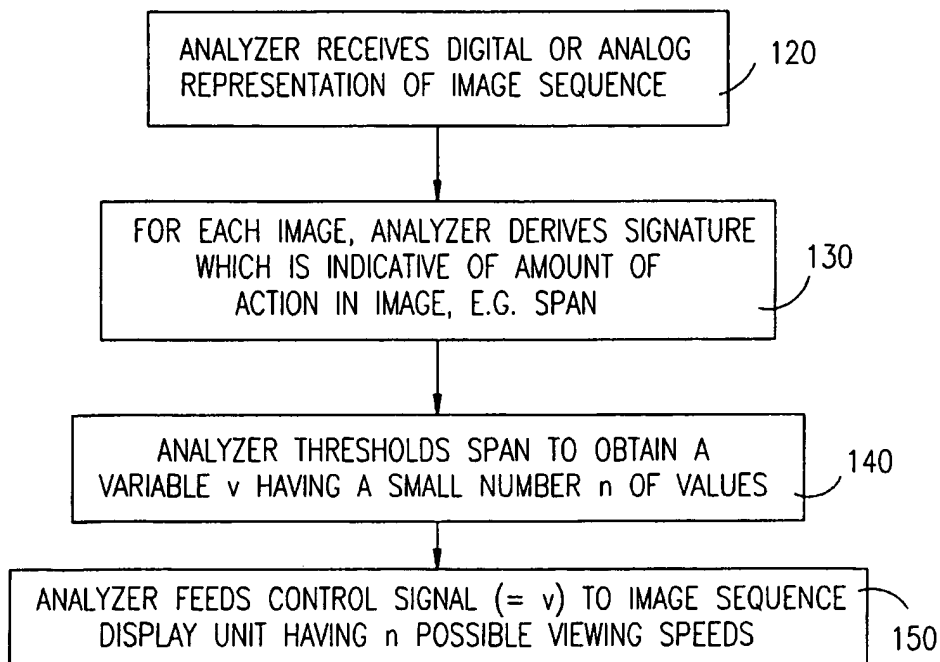 ANALYZER RECEIVES DIGITAL OR ANALOG
REPRESENTATION OF IMAGE SEQUENCE
120
FOR EACH IMAGE, ANALYZER DERIVES SIGNATURE
WHICH IS INDICATIVE OF AMOUNT OF
ACTION IN IMAGE, E.G. SPAN
130
ANALYZER THRESHOLDS SPAN TO OBTAIN A
VARIABLE v HAVING A SMALL NUMBER n OF VALUES
140
ANALYZER FEEDS CONTROL SIGNAL (= v) TO IMAGE SEQUENCE
DISPLAY UNIT HAVING n POSSIBLE VIEWING SPEEDS
150